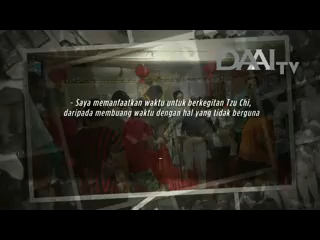 DAAI TV
- Saya memanfaatkan waktu untuk berkegitan Tzu Chi,
daripada membuang waktu dengan hal yang tidak berguna